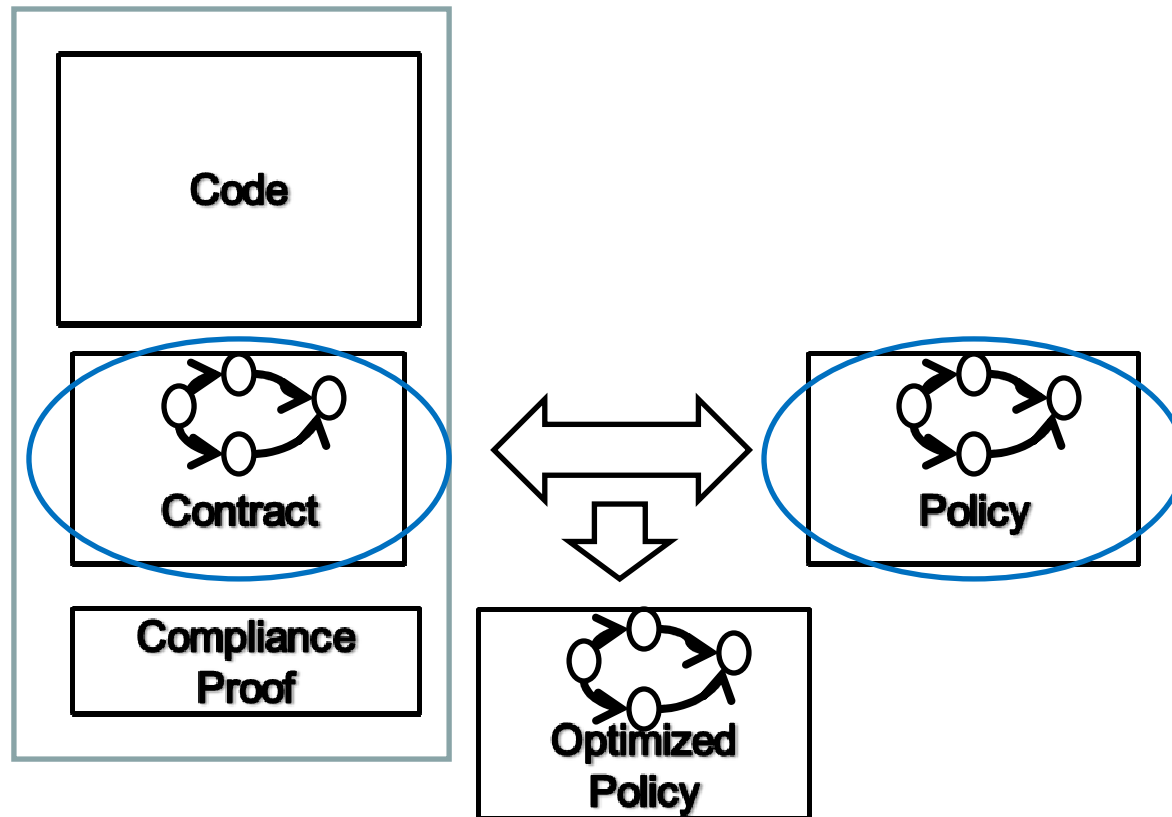 Code
Contract
Policy
Compliance
Proof
Optimized
Policy